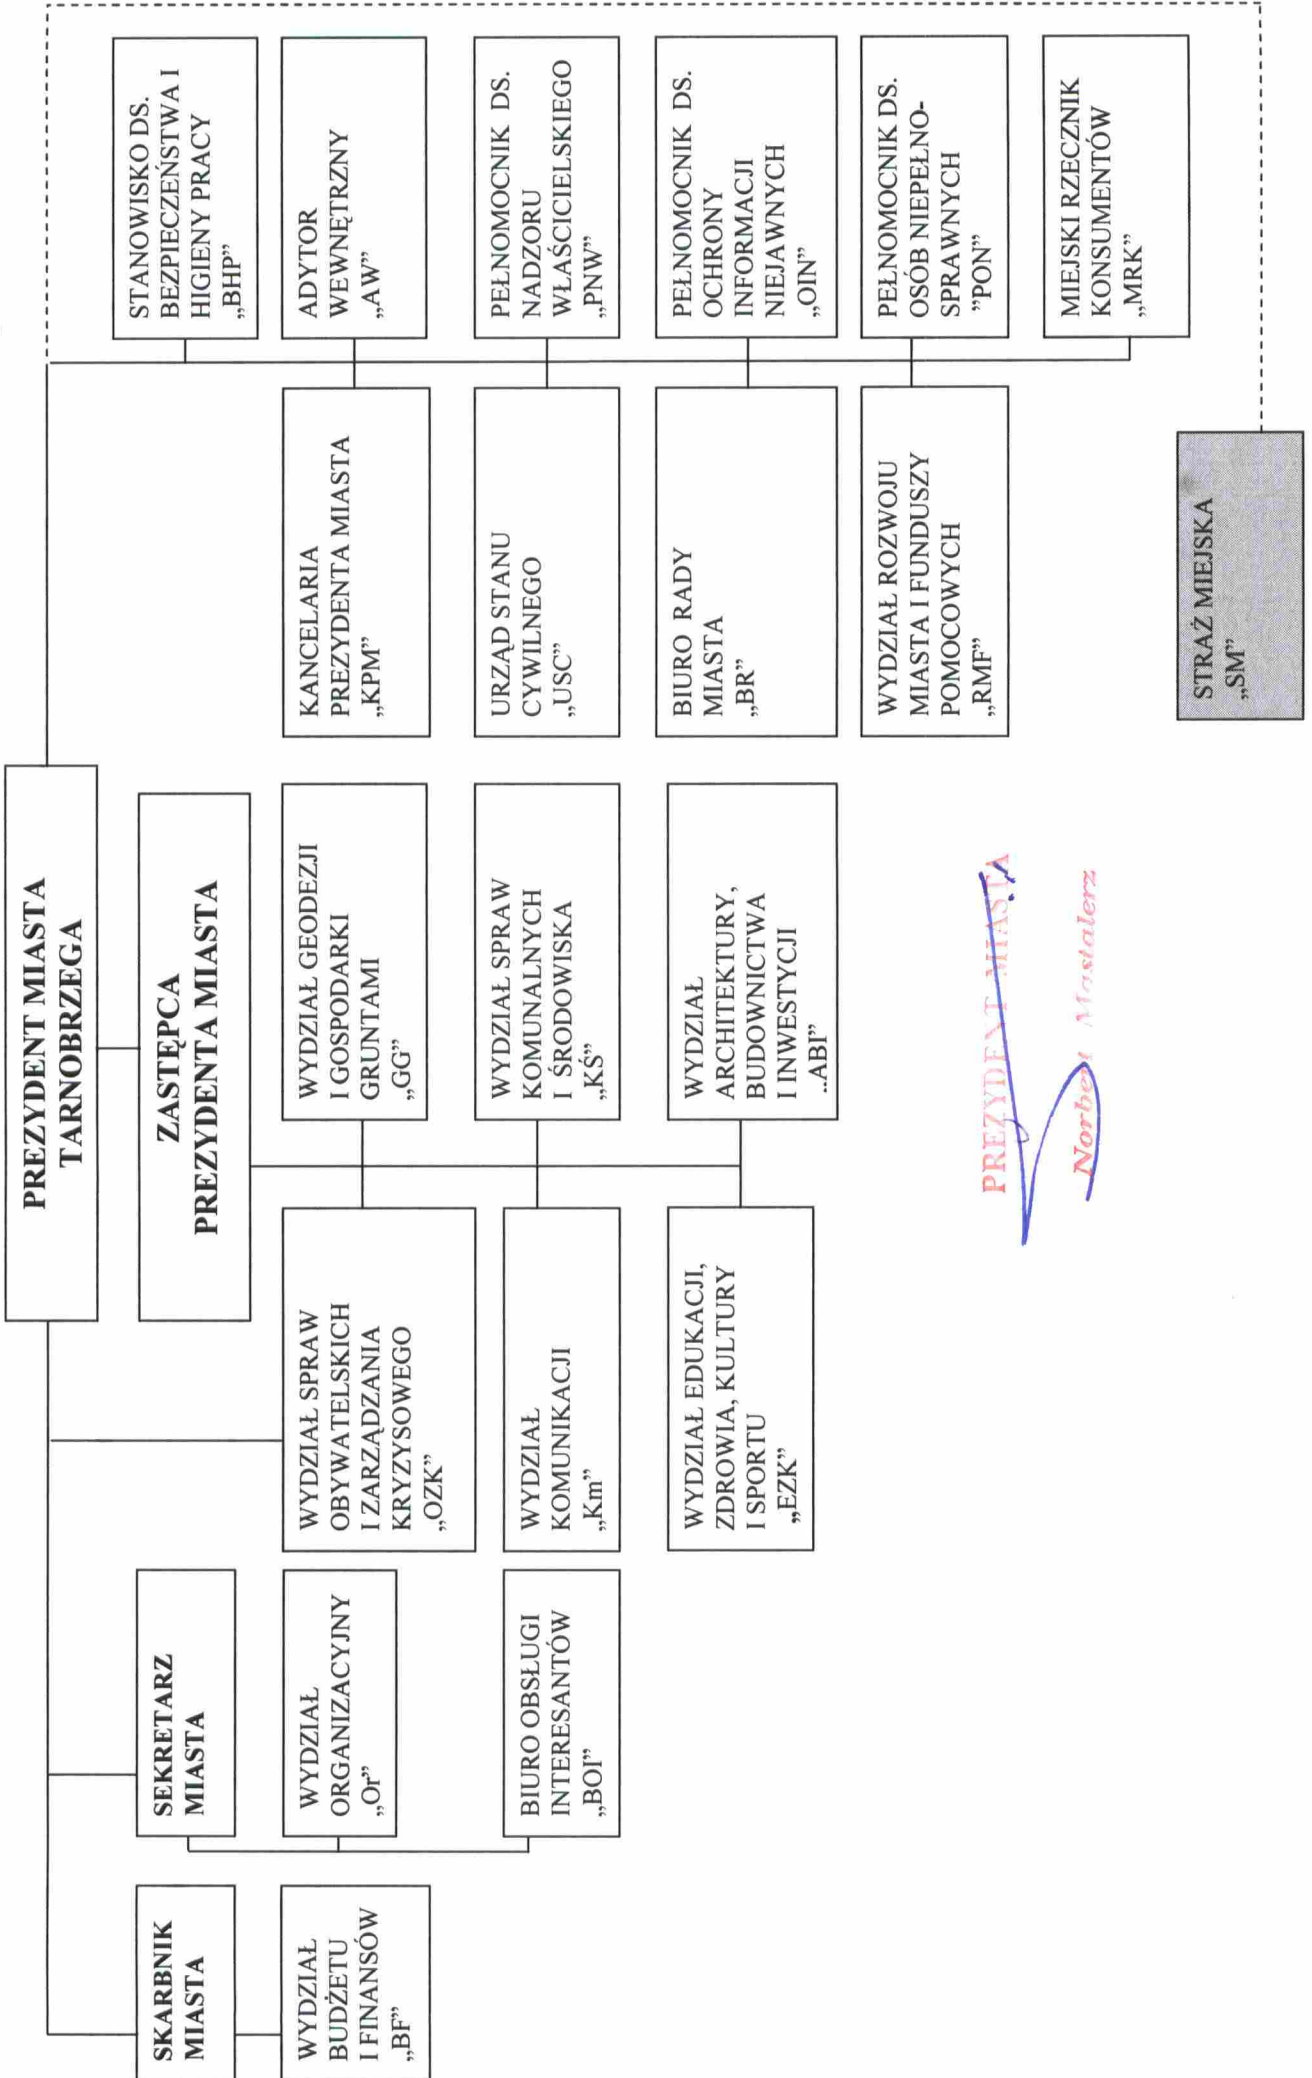 PREZYDENT MIASTA
TARNOBRZEGA
ZASTĘPCA
PREZYDENTA MIASTA
SKARBNIK
MIASTA
WYDZIAŁ
BUDŻETU
I FINANSÓW
„BF”
SEKRETARZ
MIASTA
WYDZIAŁ
ORGANIZACYJNY
„Or”
BIURO OBSŁUGI
INTERESANTÓW
„BOI”
WYDZIAŁ SPRAW
OBYWATELSKICH
I ZARZĄDZANIA
KRYZYSOWEGO
„OZK”
WYDZIAŁ
KOMUNIKACJI
„Km”
WYDZIAŁ EDUKACJI,
ZDROWIA, KULTURY
I SPORTU
„EZK”
WYDZIAŁ GEODEZJI
I GOSPODARKI
GRUNTAMI
„GG”
WYDZIAŁ SPRAW
KOMUNALNYCH
I ŚRODOWISKA
„KŚ”
WYDZIAŁ
ARCHITEKTURY,
BUDOWNICTWA
I INWESTYCJI
„ABI”
KANCELARIA
PREZYDENTA MIASTA
„KPM”
URZĄD STANU
CYWILNEGO
„USC”
BIURO RADY
MIASTA
„BR”
WYDZIAŁ ROZWOJU
MIASTA I FUNDUSZY
POMOCOWYCH
„RMF”
STANOWISKO DS.
BEZPIECZEŃSTWA I
HIGIENY PRACY
„BHP”
ADYTOR
WEWNĘTRZNY
„AW”
PEŁNOMOCNIK DS.
NADZORU
WŁAŚCICIELSKIEGO
„PNW”
PEŁNOMOCNIK DS.
OCHRONY
INFORMACJI
NIEJAWNYCH
„OIN”
PEŁNOMOCNIK DS.
OSÓB NIEPEŁNO-
SPRAWNYCH
”PON”
MIEJSKI RZECZNIK
KONSUMENTÓW
„MRK”
STRAŻ MIEJSKA
„SM”
PREZYDENT MIASTA
Norbert Mastalerz